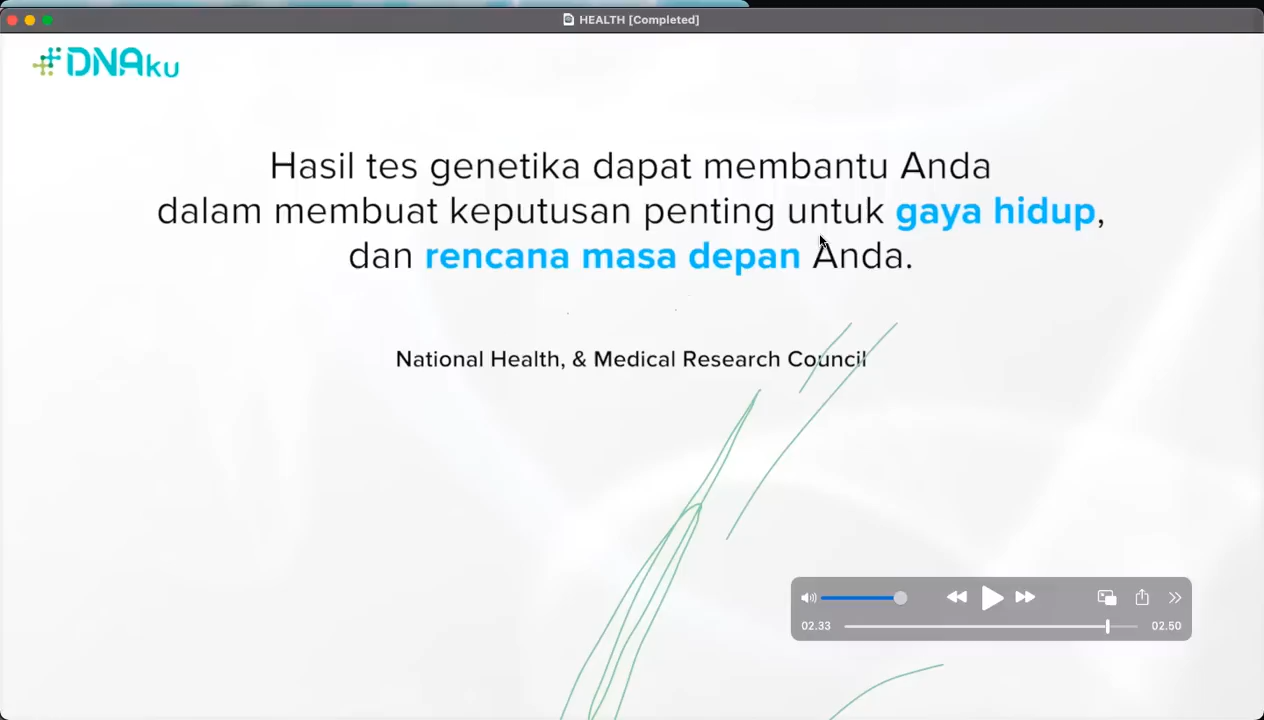 HEALTH [Completed]
DNAku
Hasil tes genetika dapat membantu Anda
dalam membuat keputusan penting untuk gaya hidup,
dan rencana masa depan Anda.
National Health, & Medical Research Council
02.33
02.50